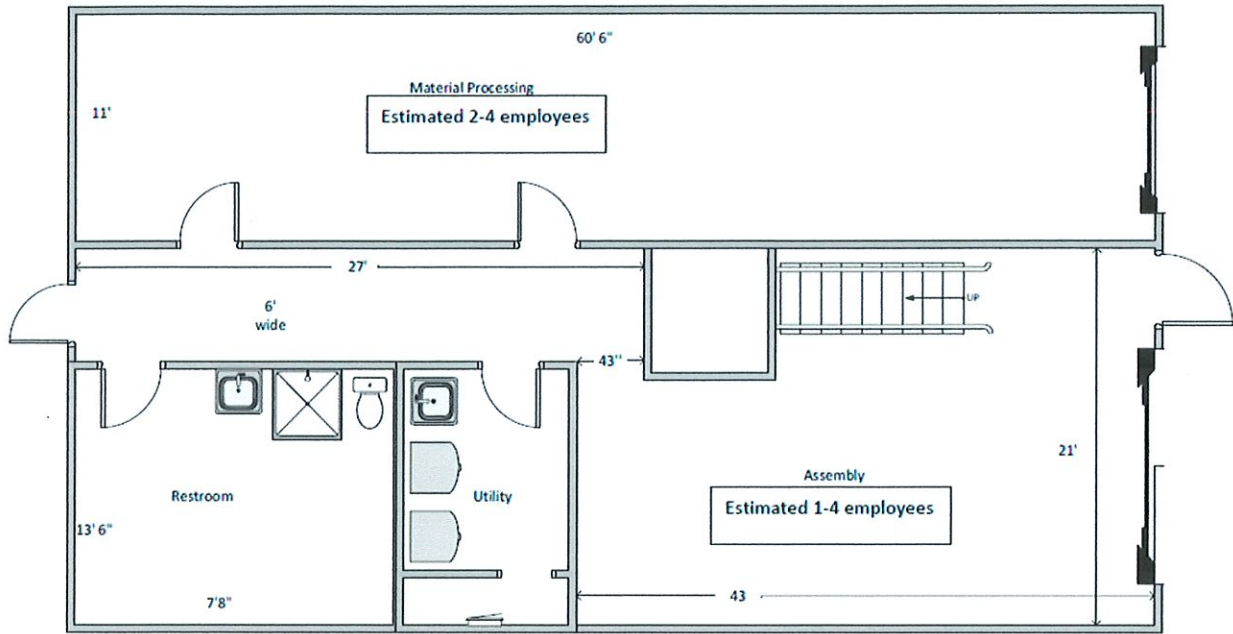 60' 6"
Material Processing
Estimated 2-4 employees
11'
27'
6'
wide
UP
43"
21'
Assembly
Estimated 1-4 employees
Restroom
Utility
13' 6"
7'8"
43